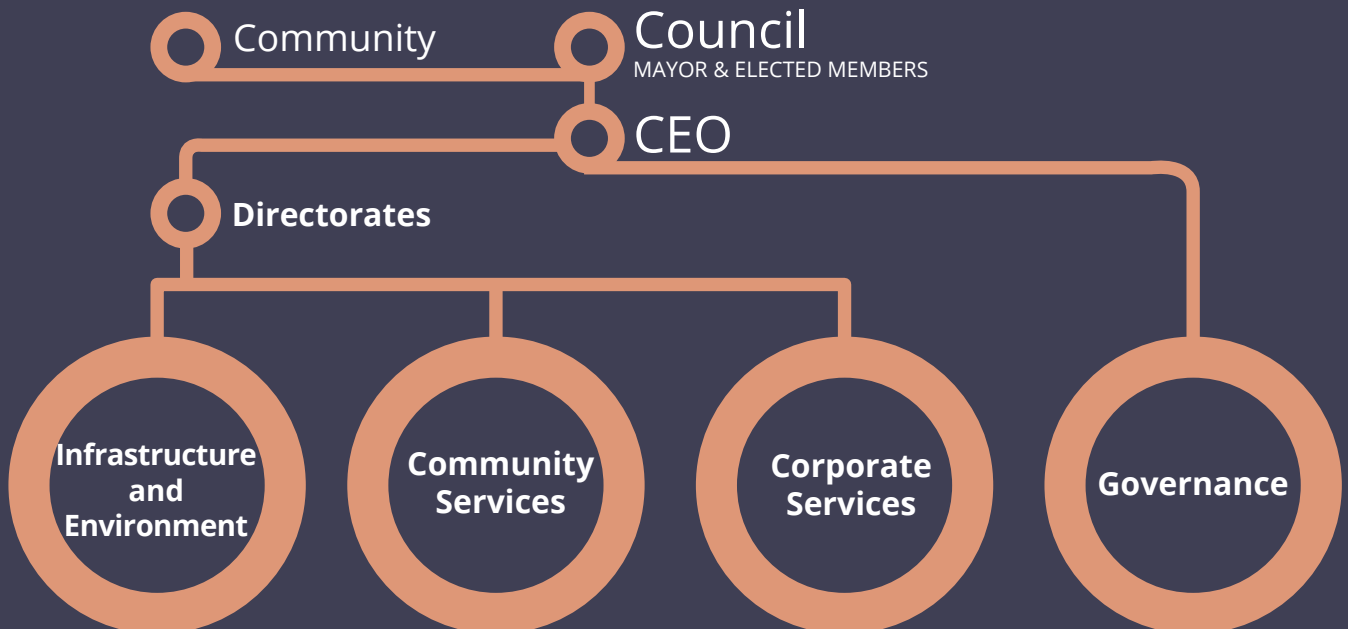 Community
Council
MAYOR & ELECTED MEMBERS
CEO
Directorates
Infrastructure
and
Environment
Community
Services
Corporate
Services
Governance